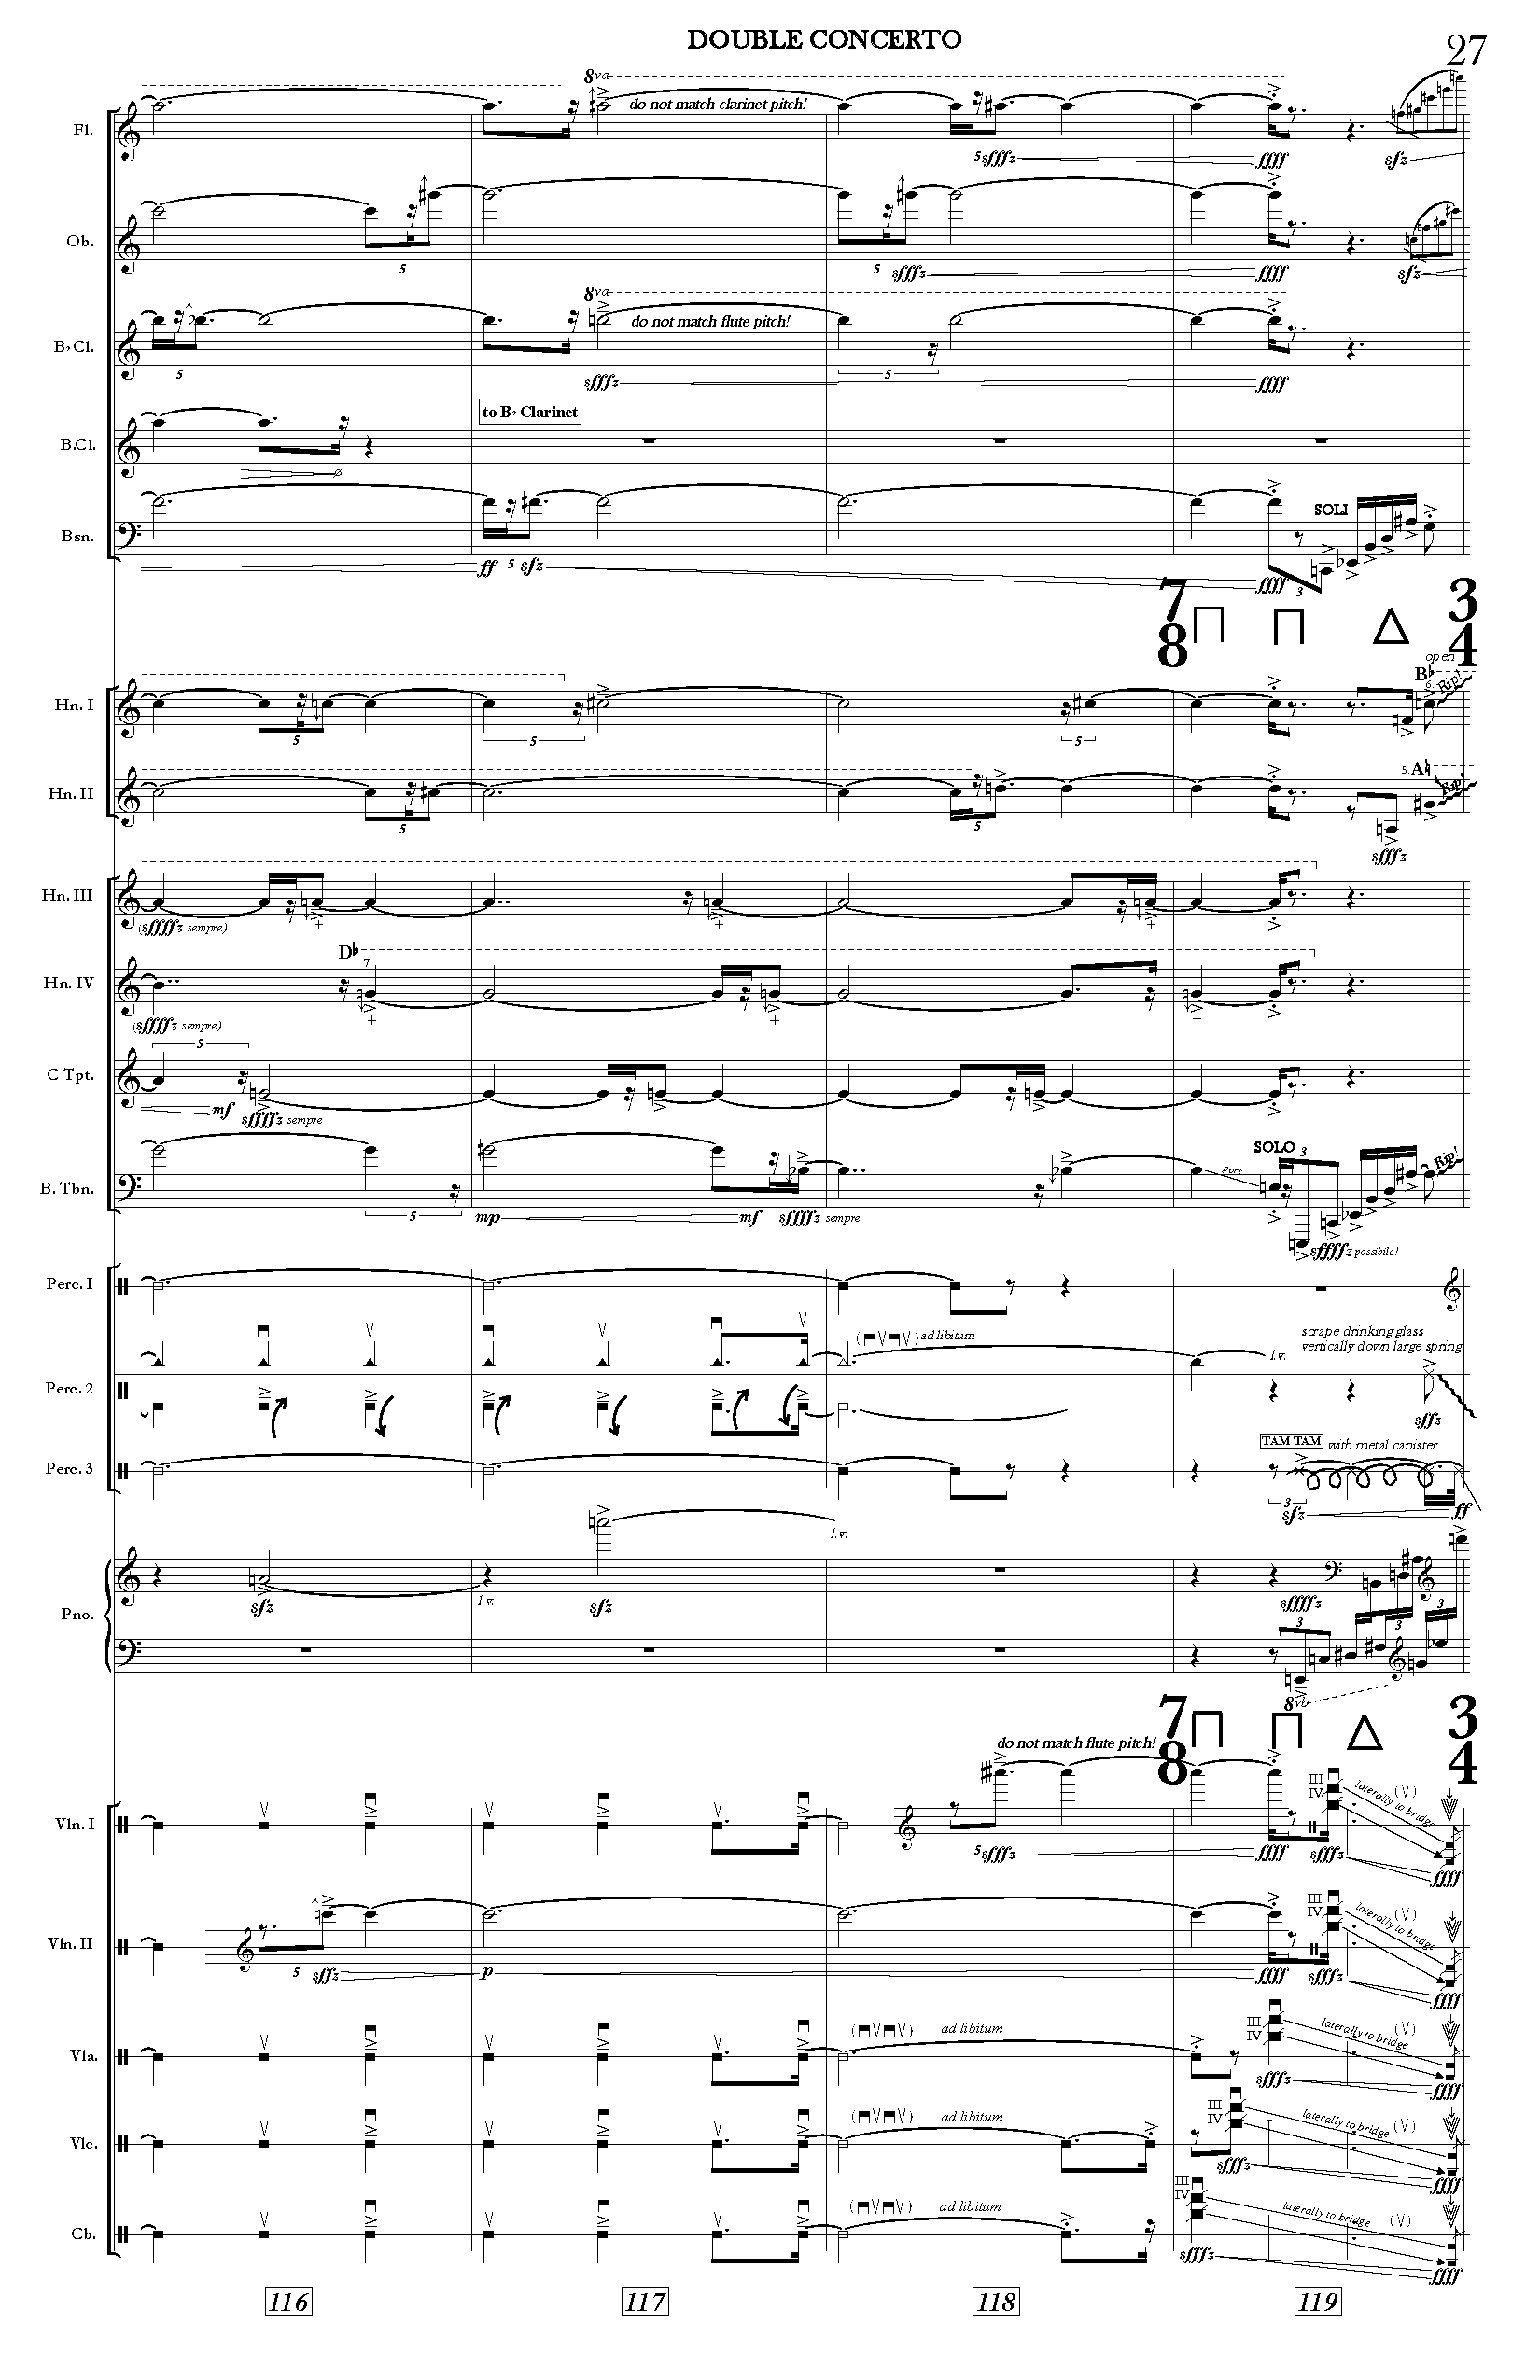 DOUBLE CONCERTO
27
8va
8va
do not match clarinet pitch!
Fl.
5 sfffz
ffff
sfz
Ob.
5
5 sfffz
ffff
sfz
do not match flute pitch!
B♭ Cl.
5
sfffz
5
ffff
to B♭ Clarinet
B.Cl.
ø
SOLI
Bsn.
ff 5 sfz
ffff
3
7 3
8 4
open
B♭
6.
Rip!
Hn. I
5
5
5
5. A♮
Rip!
Hn. II
5
5
sfffz
Hn. III
(sffffz sempre)
D♭
7.
Hn. IV
(sffffz sempre)
5
C Tpt.
mf
sffffz sempre
SOLO
3
port.
Rip!
B. Tbn.
5
mp
mf
sffffz sempre
sffffz possibile!
Perc. I
ad libitum
l.v.
scrape drinking glass
vertically down large spring
Perc. 2
sffz
TAM TAM
with metal canister
Perc. 3
3
sfz
ff
l.v.
sfz
l.v.
sfz
sffffz
Pno.
3
3
3
8vb
7 3
8 4
do not match flute pitch!
III
IV
laterally to bridge
Vln. I
5 sfffz
ffff
sfffz
ffff
III
IV
laterally to bridge
Vln. II
5 sffz
p
ffff
sfffz
ffff
ad libitum
III
IV
laterally to bridge
Vla.
sfffz
ffff
ad libitum
III
IV
laterally to bridge
Vlc.
sfffz
ffff
ad libitum
III
IV
laterally to bridge
Cb.
sfffz
ffff
116
117
118
119